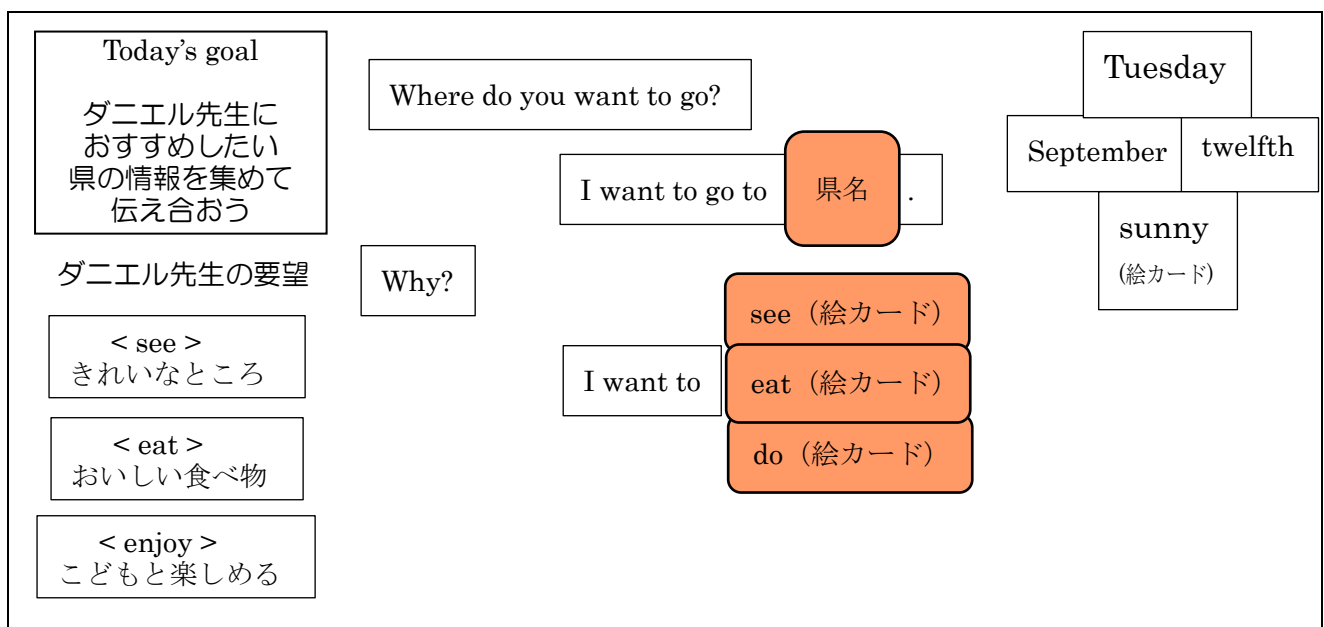 Today's goal
ダニエル先生に
おすすめしたい
県の情報を集めて
伝え合おう
ダニエル先生の要望
< see >
きれいなところ
< eat >
おいしい食べ物
< enjoy >
こどもと楽しめる
Where do you want to go?
I want to go to 県名 .
Why?
I want to
see（絵カード）
eat（絵カード）
do（絵カード）
Tuesday
September twelfth
sunny
(絵カード)